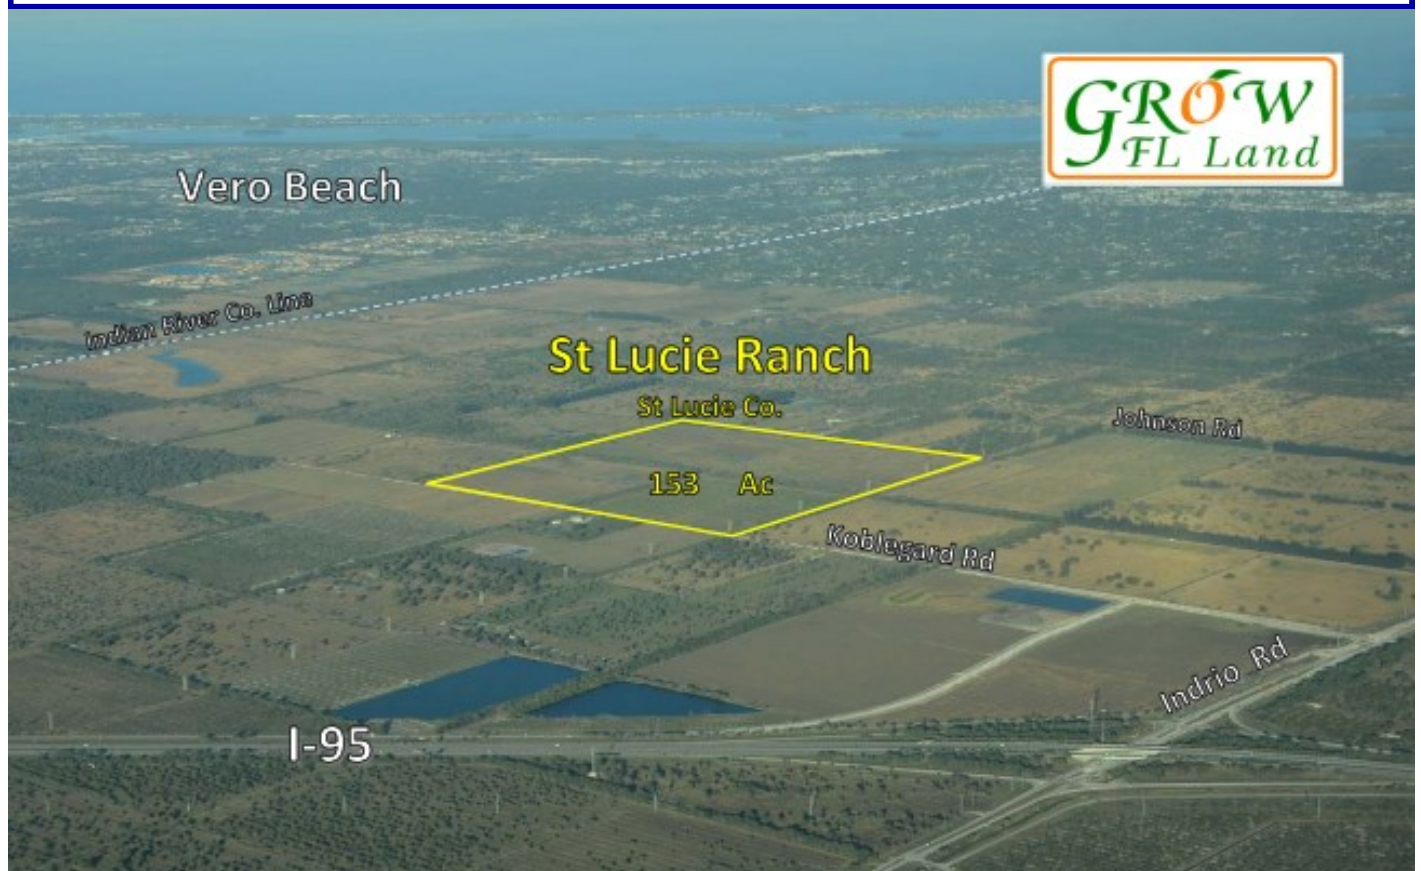 GROW
FL Land
Vero Beach
Indian River Co. Line
St Lucie Ranch
St Lucie Co.
Johnson Rd
153 Ac
Koblegard Rd
Indrio Rd
I-95